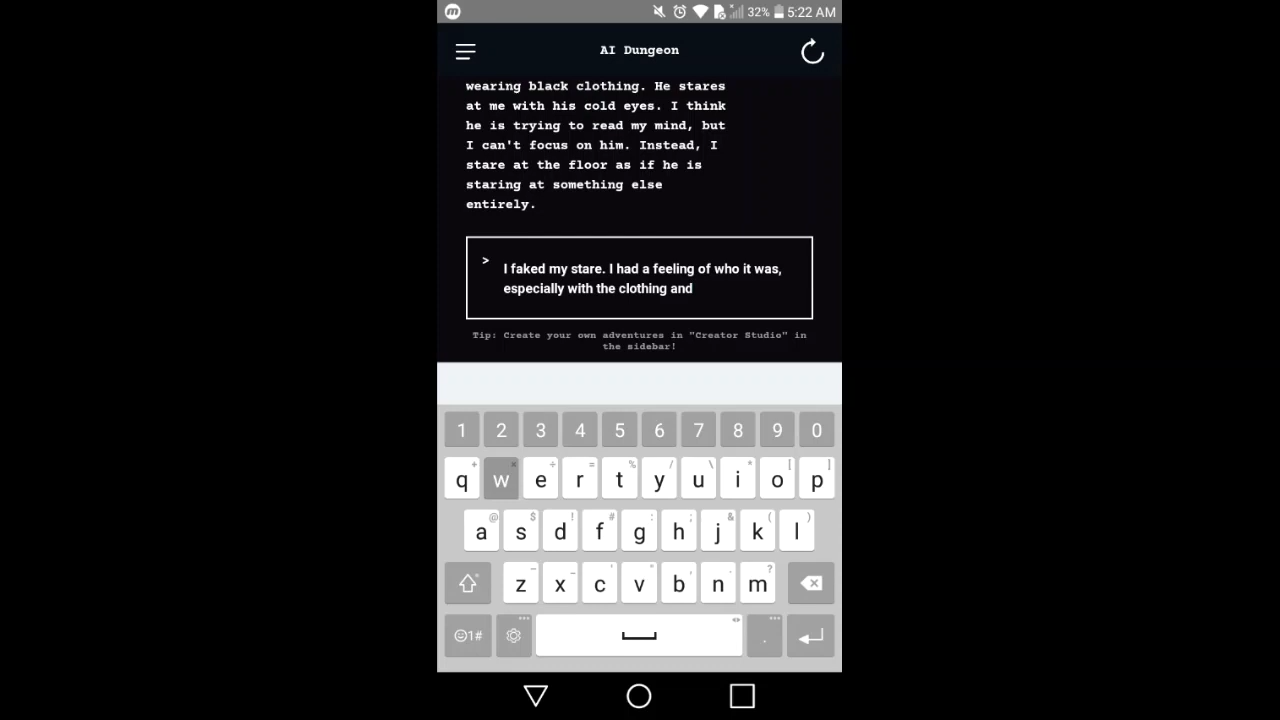 32% 5:22 AM
AI Dungeon
wearing black clothing. He stares
at me with his cold eyes. I think
he is trying to read my mind, but
I can't focus on him. Instead, I
stare at the floor as if he is
staring at something else
entirely.
> I faked my stare. I had a feeling of who it was,
especially with the clothing and
Tip: Create your own adventures in "Creator Studio" in
the sidebar!
1 2 3 4 5 6 7 8 9 0
q w e r t y u i o p
a s d f g h j k l
z x c v b n m
1# .